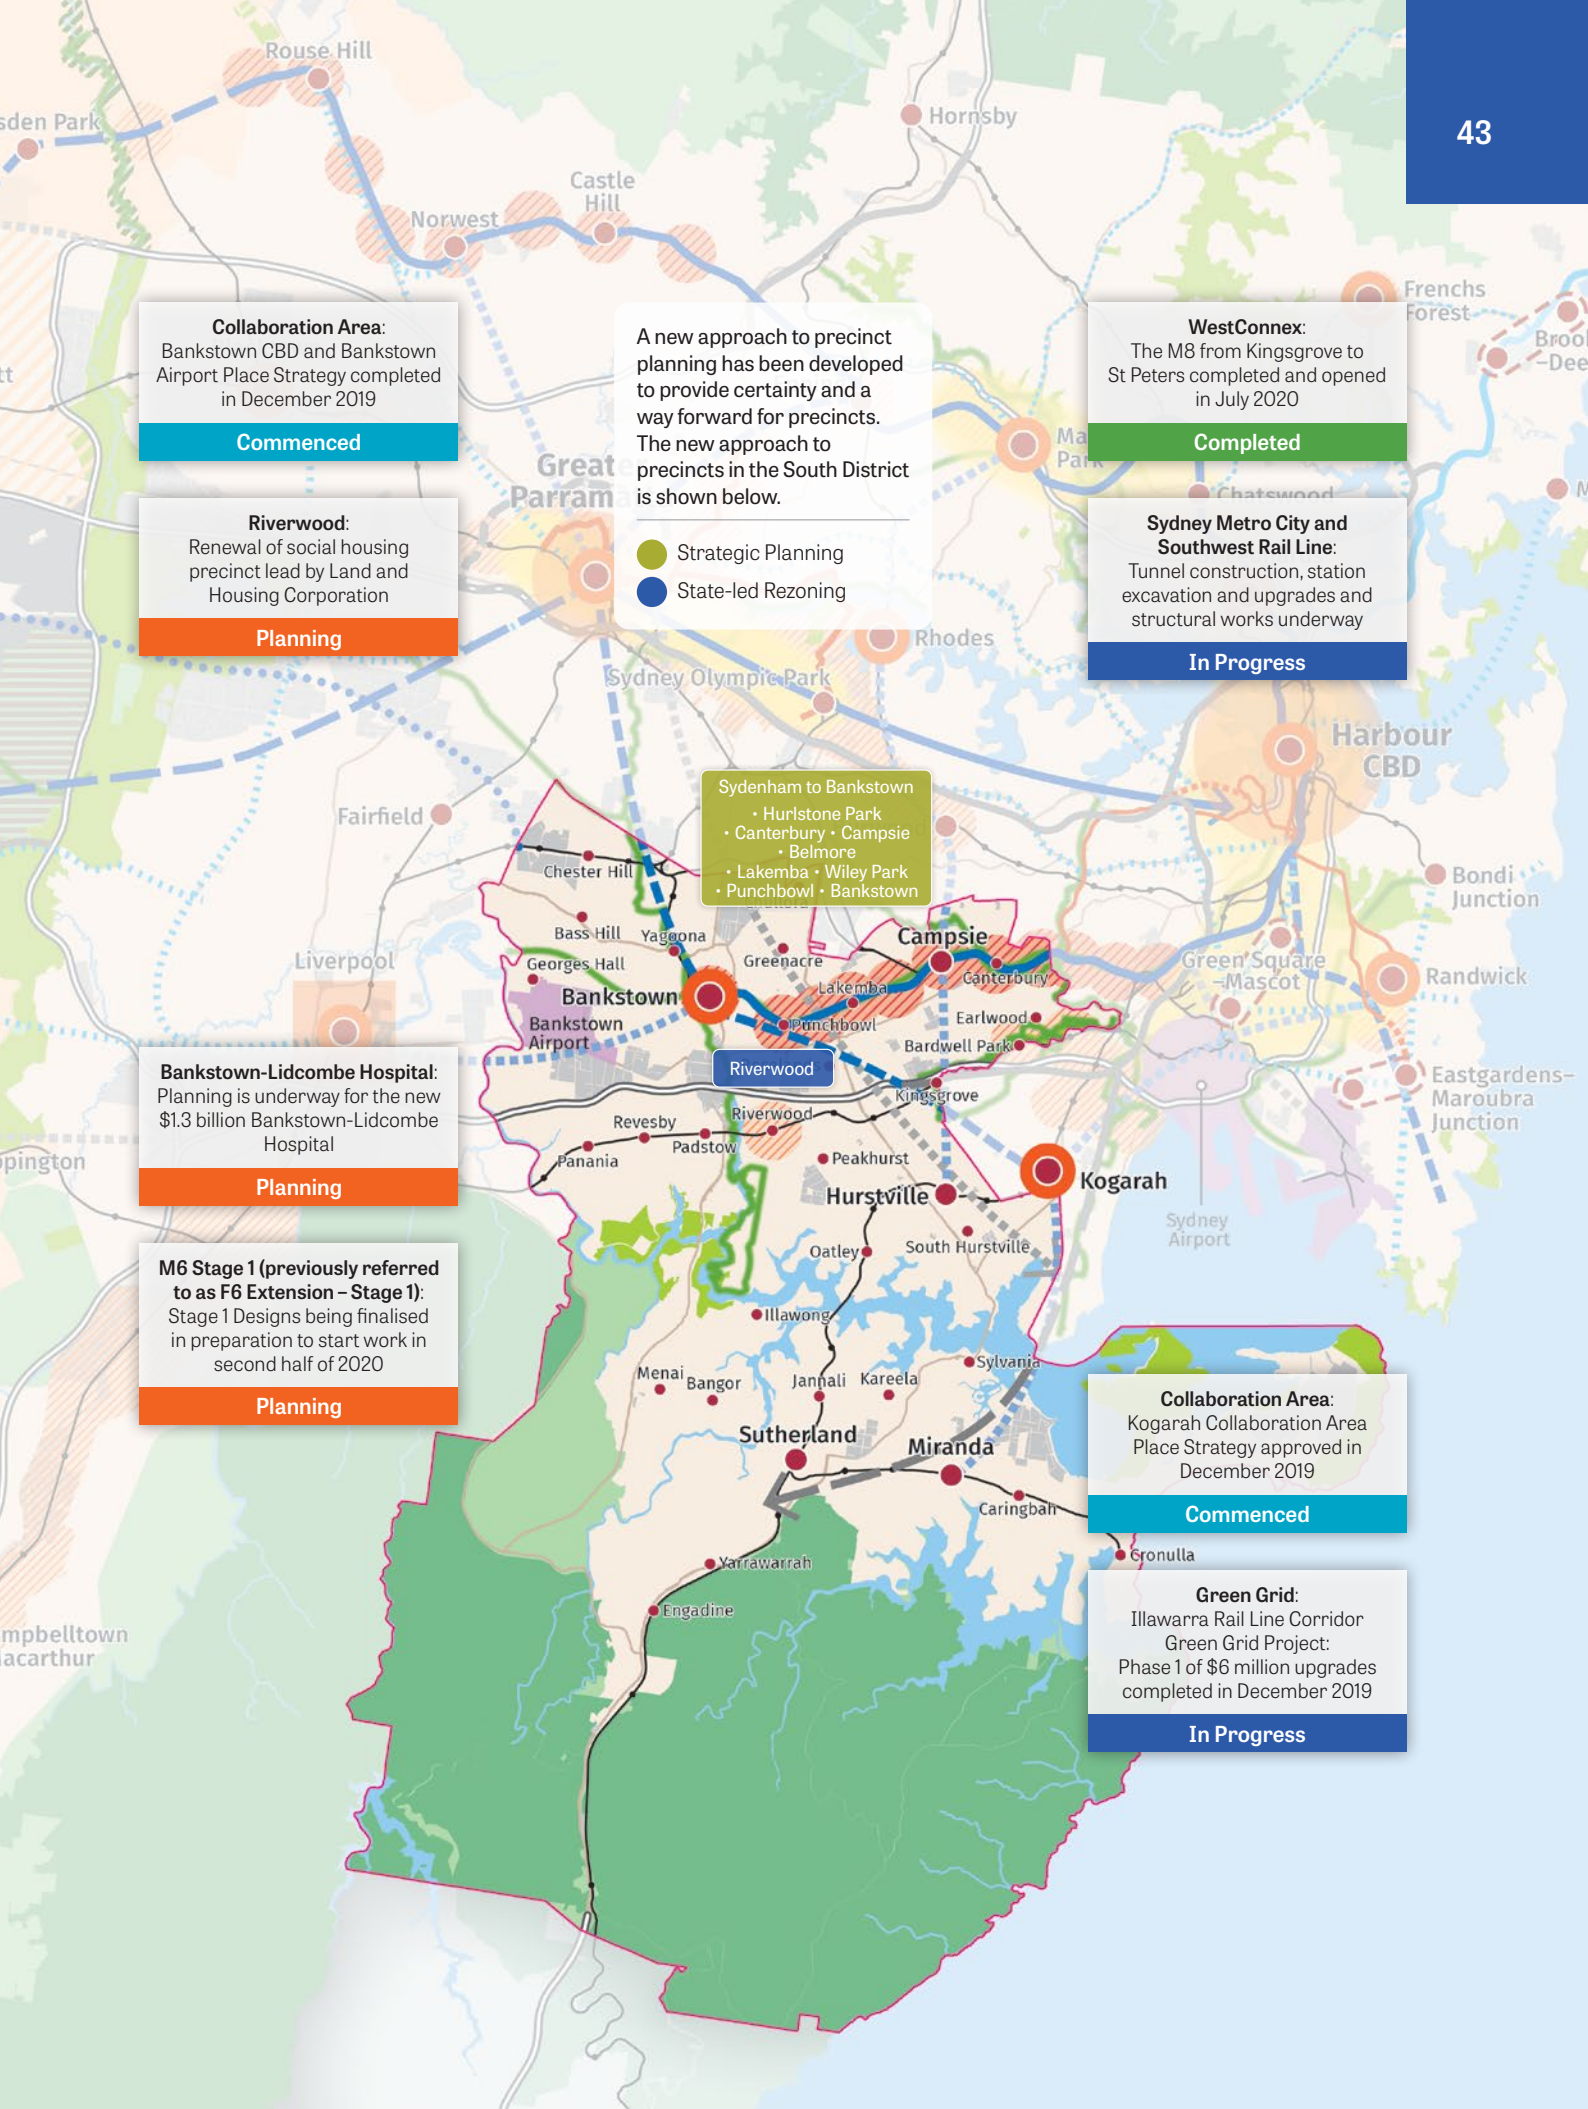 43
Rouse Hill
sden Park
Hornsby
Castle
Hill
Norwest
Frenchs
Forest
Collaboration Area:
Bankstown CBD and Bankstown
Airport Place Strategy completed
in December 2019
Commenced
Riverwood:
Renewal of social housing
precinct lead by Land and
Housing Corporation
Planning
A new approach to precinct
planning has been developed
to provide certainty and a
way forward for precincts.
The new approach to
precincts in the South District
is shown below.
Strategic Planning
State-led Rezoning
WestConnex:
The M8 from Kingsgrove to
St Peters completed and opened
in July 2020
Completed
Sydney Metro City and
Southwest Rail Line:
Tunnel construction, station
excavation and upgrades and
structural works underway
In Progress
Brool
–Dee
Chatswood
Rhodes
Sydney Olympic Park
Harbour
CBD
Fairfield
Liverpool
Bondi
Junction
Green Square
–Mascot
Randwick
Eastgardens–
Maroubra
Junction
Sydney
Airport
Sydenham to Bankstown
• Hurlstone Park
• Canterbury • Campsie
• Belmore
• Lakemba • Wiley Park
• Punchbowl • Bankstown
Chester Hill
Bass Hill
Yagoona
Georges Hall
Greenacre
Campsie
Canterbury
Lakemba
Bankstown
Bankstown
Airport
Punchbowl
Earlwood
Bardwell Park
Riverwood
Kingsgrove
Revesby
Riverwood
Padstow
Panania
Peakhurst
Hurstville
Kogarah
Oatley
South Hurstville
Illawong
Sylvania
Menai
Bangor
Jannali
Kareela
Sutherland
Miranda
Caringbah
Cronulla
Yarrawarrah
Engadine
Bankstown-Lidcombe Hospital:
Planning is underway for the new
$1.3 billion Bankstown-Lidcombe
Hospital
Planning
M6 Stage 1 (previously referred
to as F6 Extension – Stage 1):
Stage 1 Designs being finalised
in preparation to start work in
second half of 2020
Planning
Collaboration Area:
Kogarah Collaboration Area
Place Strategy approved in
December 2019
Commenced
Green Grid:
Illawarra Rail Line Corridor
Green Grid Project:
Phase 1 of $6 million upgrades
completed in December 2019
In Progress
ppington
mpbelltown
acarthur